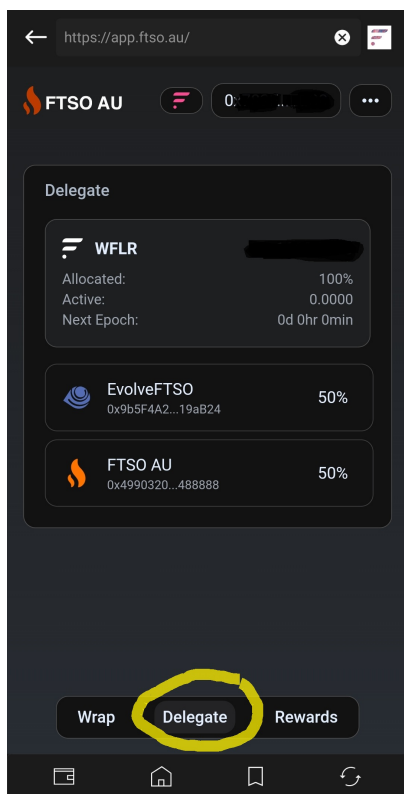 https://app.ftso.au/
FTSO AU
Delegate
WFLR
Allocated: 100%
Active: 0.0000
Next Epoch: 0d 0hr 0min
EvolveFTSO
0x9b5F4A2...19aB24
50%
FTSO AU
0x4990320...488888
50%
Wrap Delegate Rewards